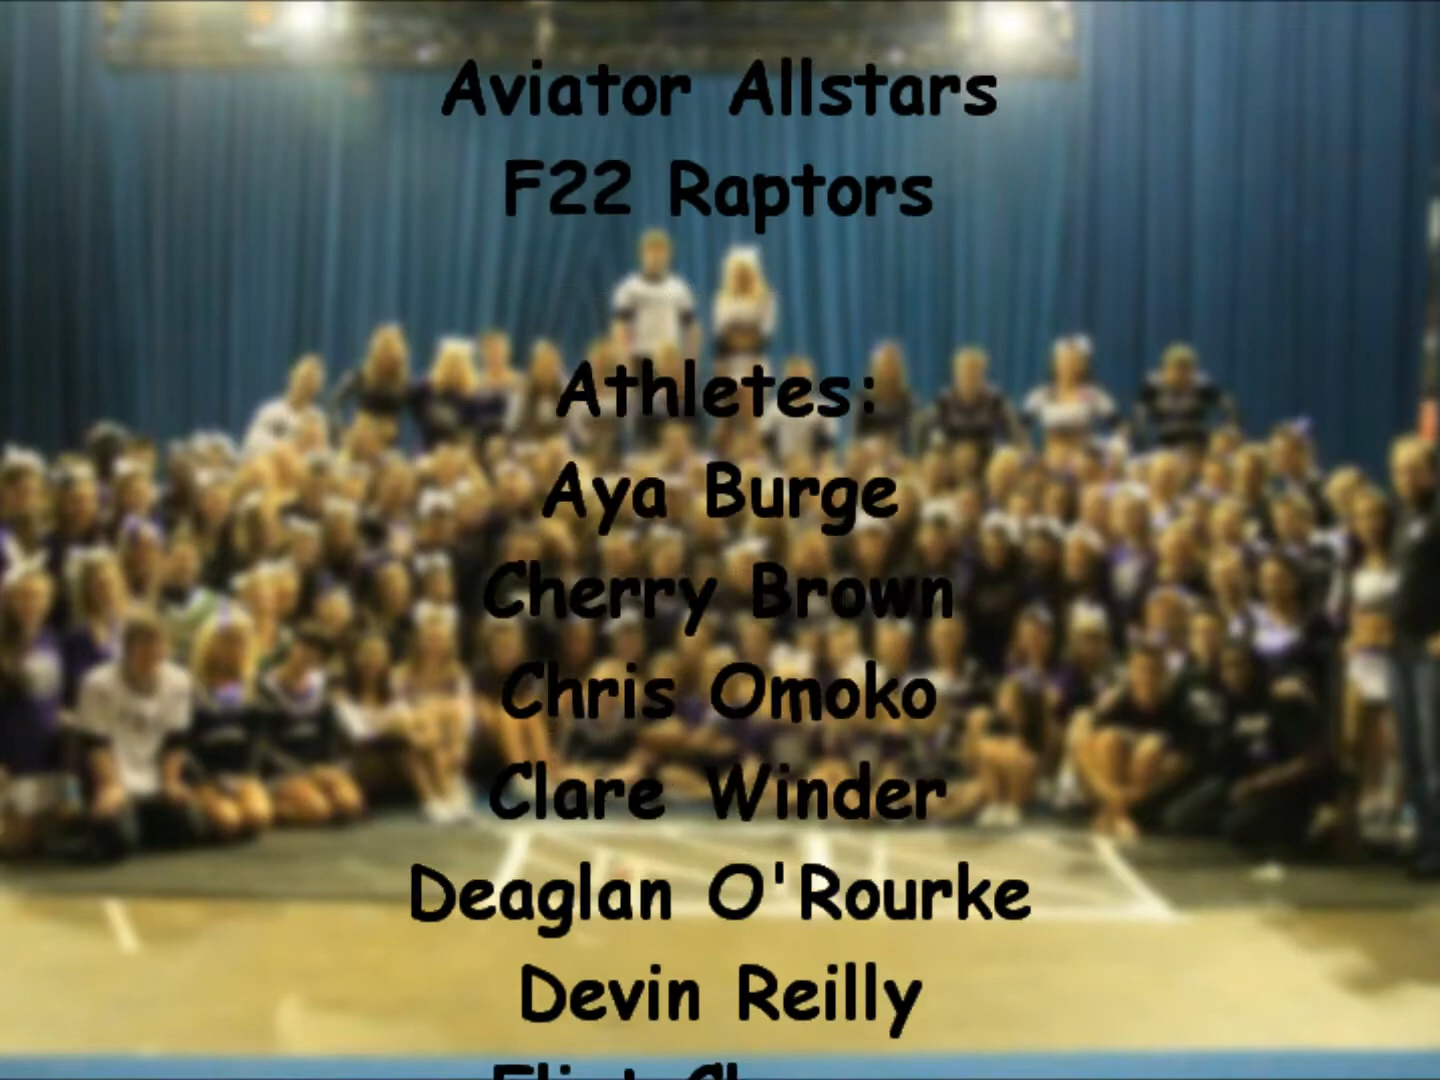 Aviator Allstars
F22 Raptors
Athletes:
Aya Burge
Cherry Brown
Chris Omoko
Clare Winder
Deaglan O'Rourke
Devin Reilly